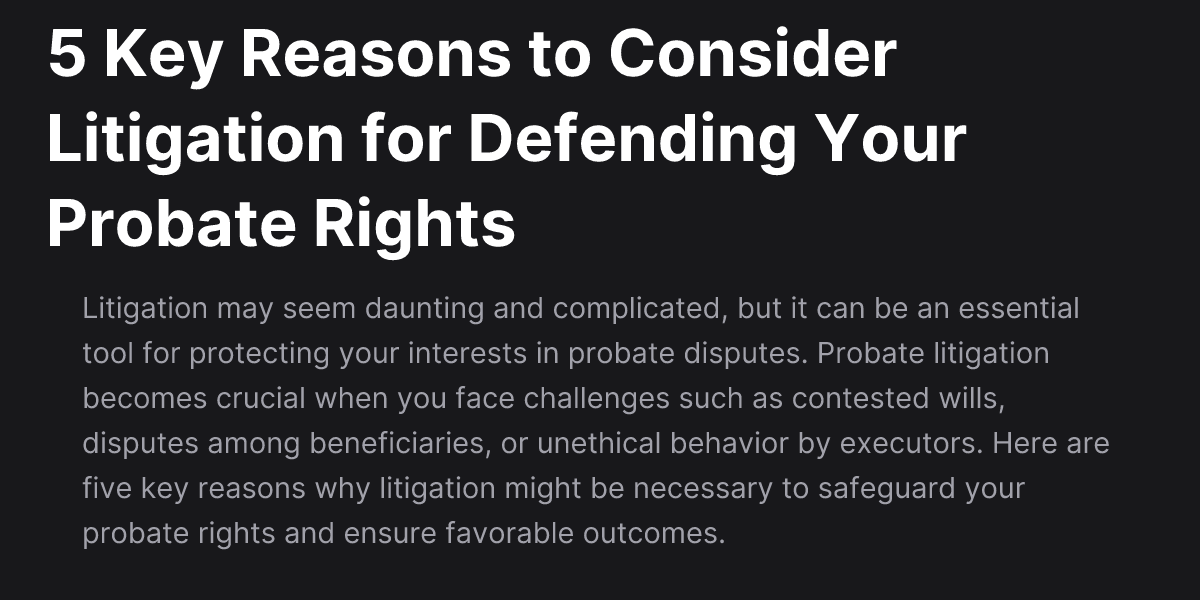 5 Key Reasons to Consider
Litigation for Defending Your
Probate Rights
Litigation may seem daunting and complicated, but it can be an essential
tool for protecting your interests in probate disputes. Probate litigation
becomes crucial when you face challenges such as contested wills,
disputes among beneficiaries, or unethical behavior by executors. Here are
five key reasons why litigation might be necessary to safeguard your
probate rights and ensure favorable outcomes.